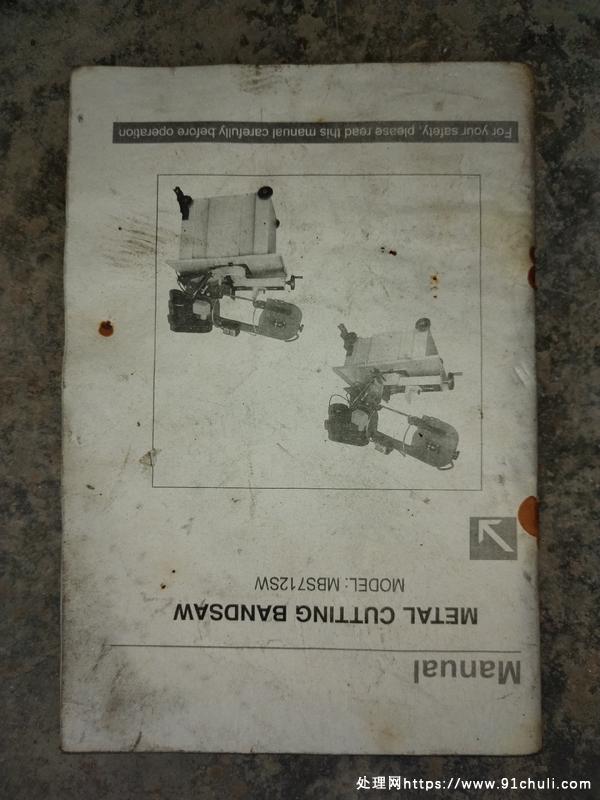 Manual
METAL CUTTING BANDSAW
MODEL: MBS712SW
For your safety, please read this manual carefully before operation
处理网https://www.91chuli.com